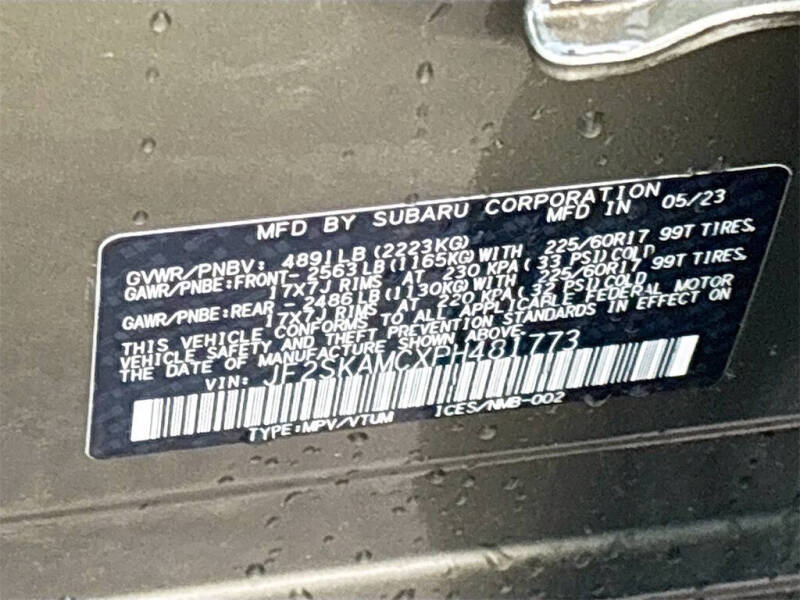 MFD BY SUBARU CORPORATION
MFD IN 05/23
GVWR/PNBV: 4891LB (2223KG)
GAWR/PNBE:FRONT- 2563LB (1165KG) WITH 225/60R17 99T TIRES,
17X7J RIMS AT 230 KPA (33 PSI) COLD
GAWR/PNBE:REAR - 2486LB (1130KG) WITH 225/60R17 99T TIRES,
17X7J RIMS AT 220 KPA (32 PSI) COLD
THIS VEHICLE CONFORMS TO ALL APPLICABLE FEDERAL MOTOR
VEHICLE SAFETY AND THEFT PREVENTION STANDARDS IN EFFECT ON
THE DATE OF MANUFACTURE SHOWN ABOVE.
VIN: JF2SKAMCXPH481773
TYPE:MPV/VTUM ICES/NMB-002